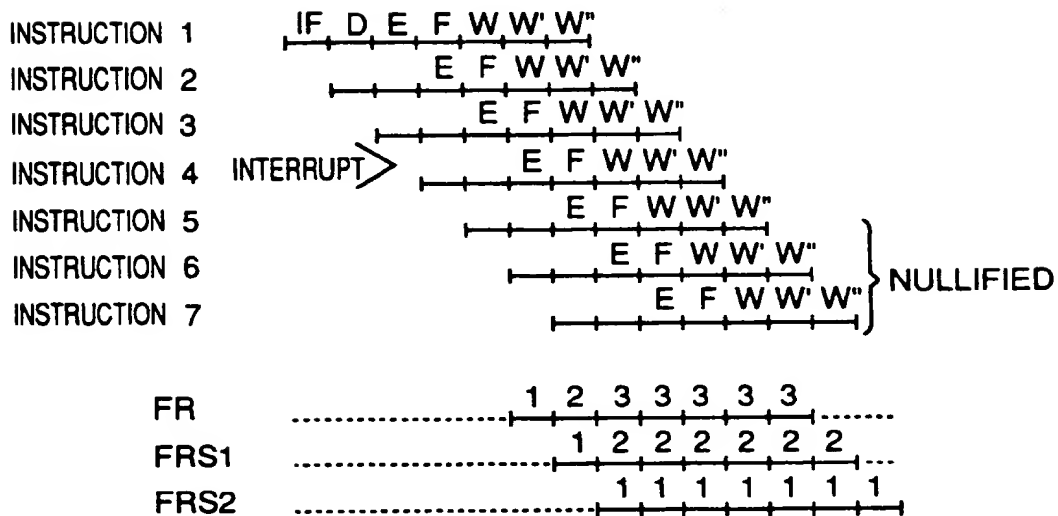 INSTRUCTION 1 IF D E F W W' W"
INSTRUCTION 2 E F W W' W"
INSTRUCTION 3 E F W W' W"
INSTRUCTION 4 INTERRUPT E F W W' W"
INSTRUCTION 5 E F W W' W"
INSTRUCTION 6 E F W W' W"
NULLIFIED
INSTRUCTION 7 E F W W' W"
FR 1 2 3 3 3 3 3
FRS1 1 2 2 2 2 2 2
FRS2 1 1 1 1 1 1 1